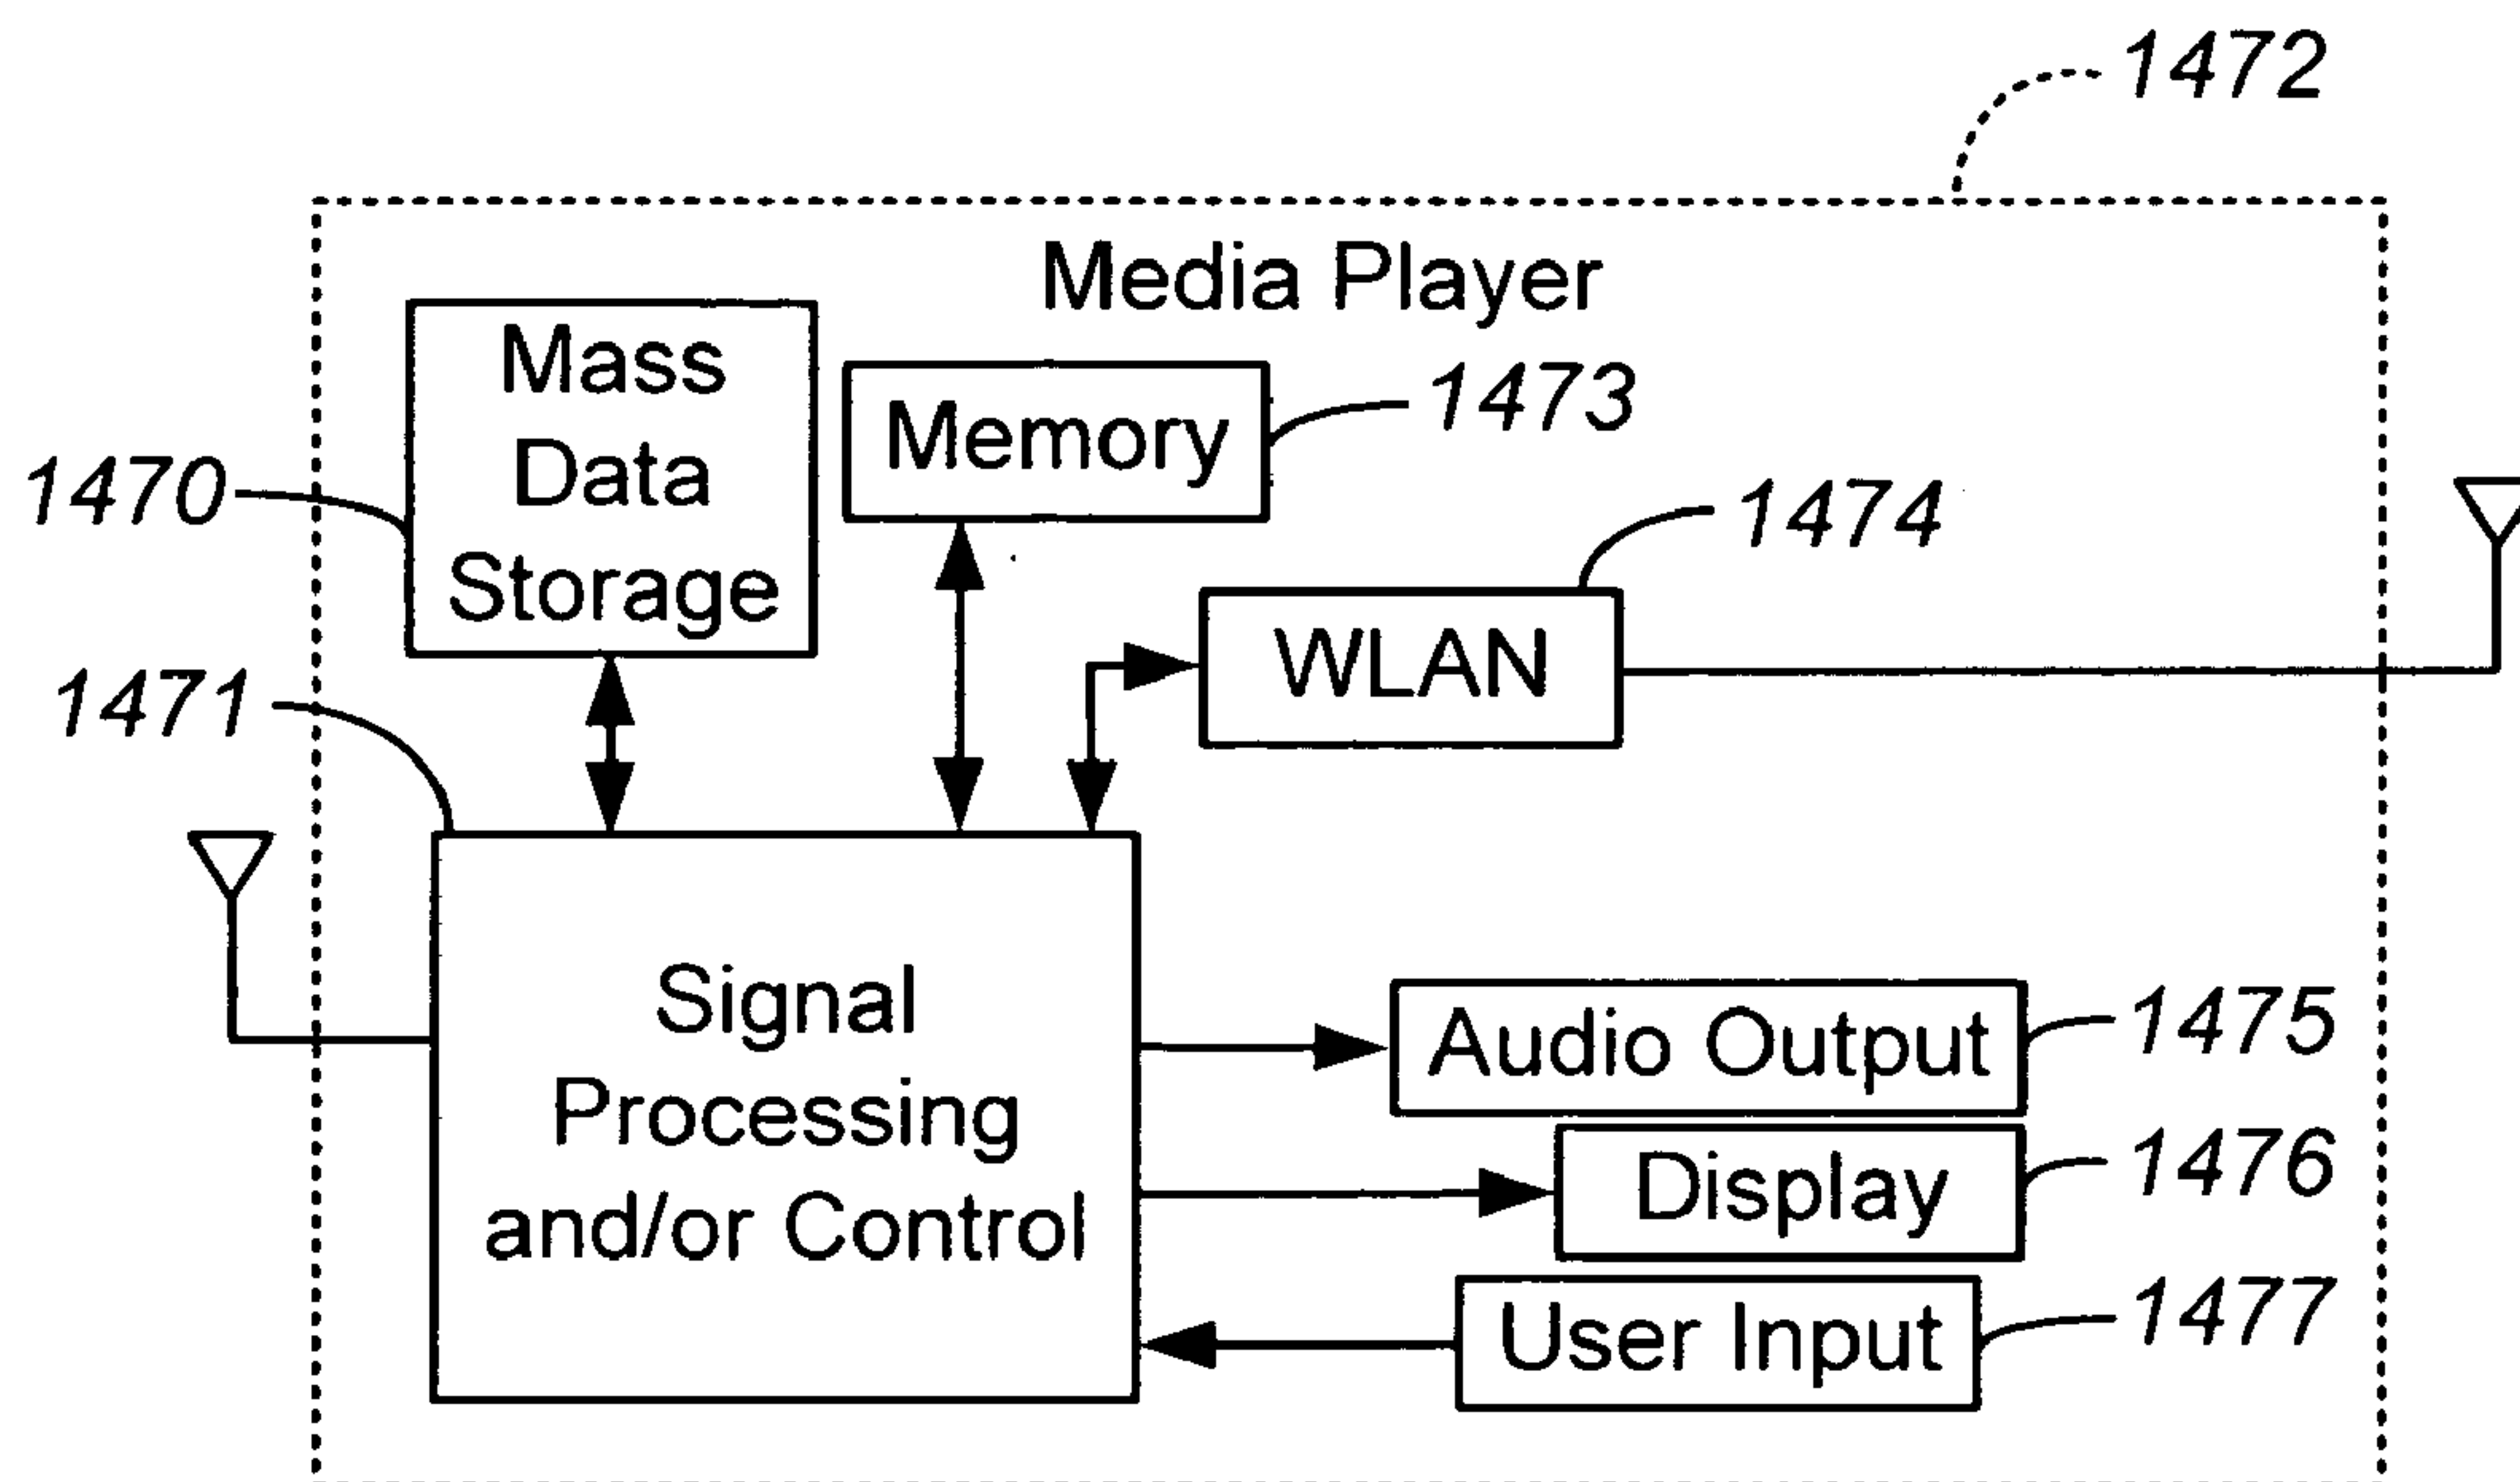 1472
Media Player
Mass
Data
Storage
1470
Memory
1473
1474
WLAN
1471
Signal
Processing
and/or Control
Audio Output
1475
Display
1476
User Input
1477